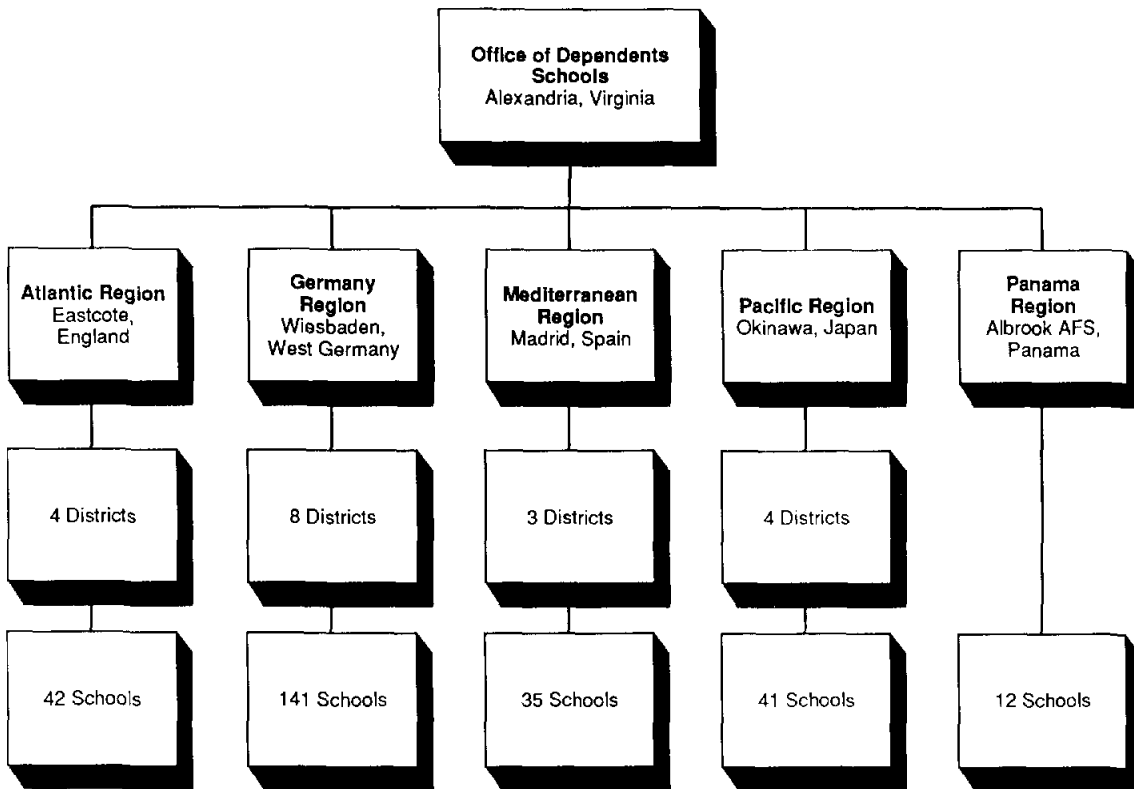 Office of Dependents
Schools
Alexandria, Virginia
Atlantic Region
Eastcote,
England
Germany
Region
Wiesbaden,
West Germany
Mediterranean
Region
Madrid, Spain
Pacific Region
Okinawa, Japan
Panama
Region
Albrook AFS,
Panama
4 Districts
8 Districts
3 Districts
4 Districts
42 Schools
141 Schools
35 Schools
41 Schools
12 Schools